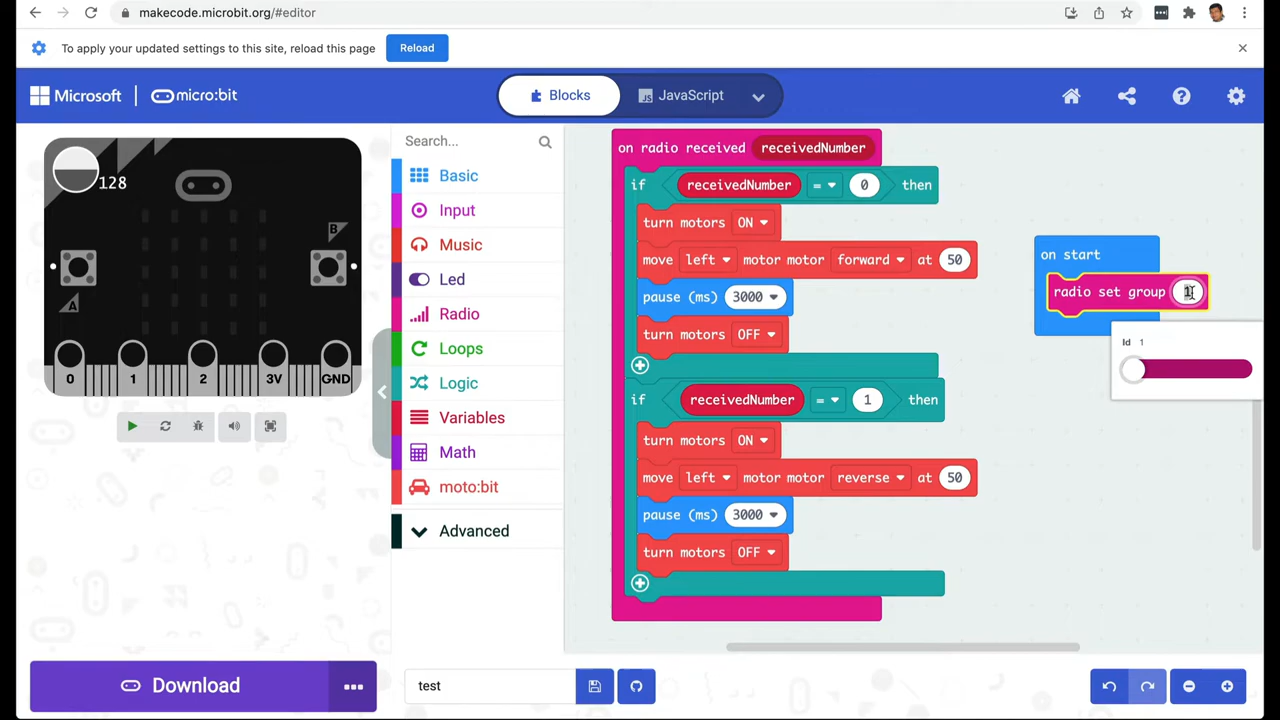 makecode.microbit.org/#editor
To apply your updated settings to this site, reload this page
Reload
Microsoft
micro:bit
Blocks
JS
JavaScript
128
B
A
0 1 2 3V GND
Search...
Basic
Input
Music
Led
Radio
Loops
Logic
Variables
Math
moto:bit
Advanced
on radio received receivedNumber
if receivedNumber = 0 then
turn motors ON
move left motor motor forward at 50
pause (ms) 3000
turn motors OFF
if receivedNumber = 1 then
turn motors ON
move left motor motor reverse at 50
pause (ms) 3000
turn motors OFF
on start
radio set group 1
Id 1
Download
test